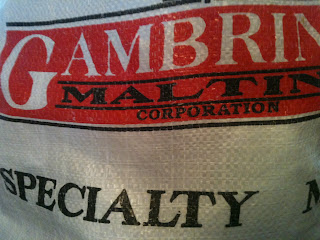 GAMBRIN
MALTIN
CORPORATION
SPECIALTY M